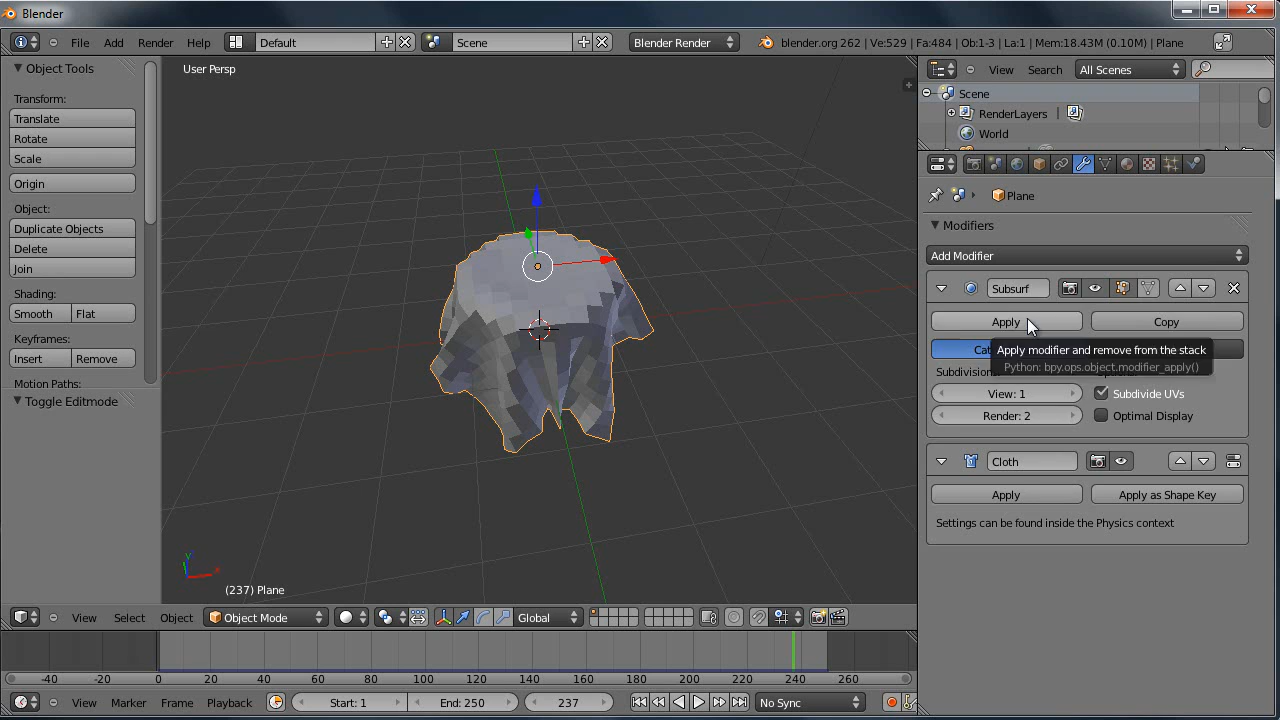 Blender
File Add Render Help Default Scene Blender Render blender.org 262 | Ve:529 | Fa:484 | Ob:1-3 | La:1 | Mem:18.43M (0.10M) | Plane
Object Tools
Transform:
Translate
Rotate
Scale
Origin
Object:
Duplicate Objects
Delete
Join
Shading:
Smooth Flat
Keyframes:
Insert Remove
Motion Paths:
Toggle Editmode
User Persp
(237) Plane
View Select Object Object Mode Global
-40 -20 0 20 40 60 80 100 120 140 160 180 200 220 240 260
View Marker Frame Playback Start: 1 End: 250 237 No Sync
View Search All Scenes
Scene
RenderLayers
World
Plane
Modifiers
Add Modifier
Subsurf
Apply Copy
Apply modifier and remove from the stack
Python: bpy.ops.object.modifier_apply()
View: 1 Subdivide UVs
Render: 2 Optimal Display
Cloth
Apply Apply as Shape Key
Settings can be found inside the Physics context